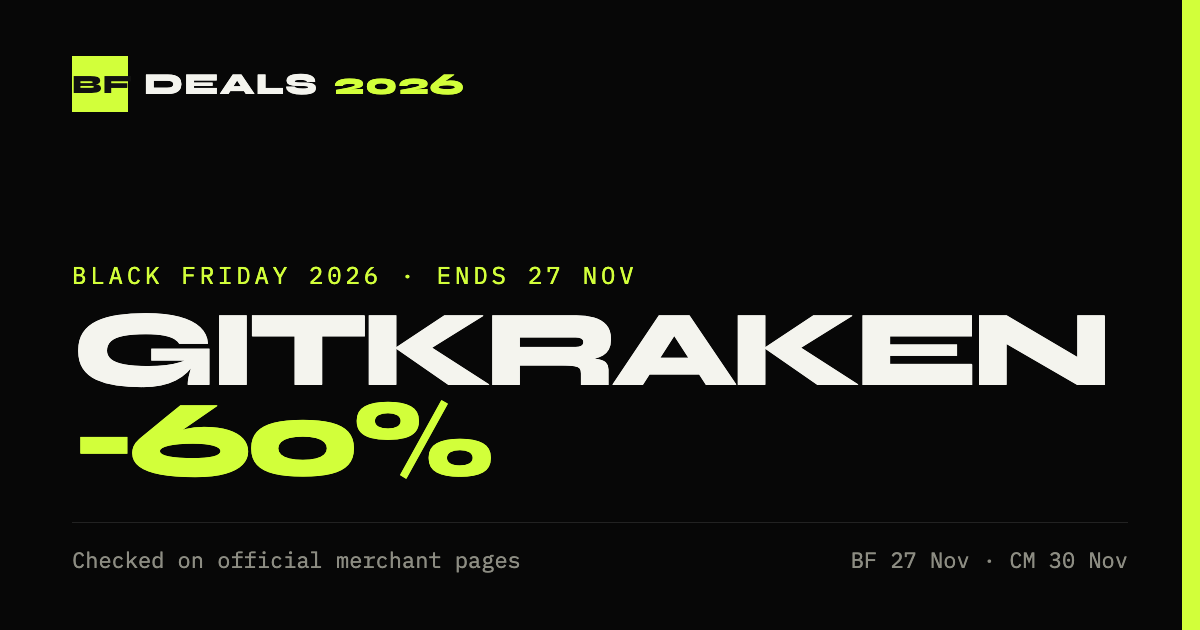 BF DEALS 2026
BLACK FRIDAY 2026 · ENDS 27 NOV
GITKRAKEN
-60%
Checked on official merchant pages
BF 27 Nov · CM 30 Nov